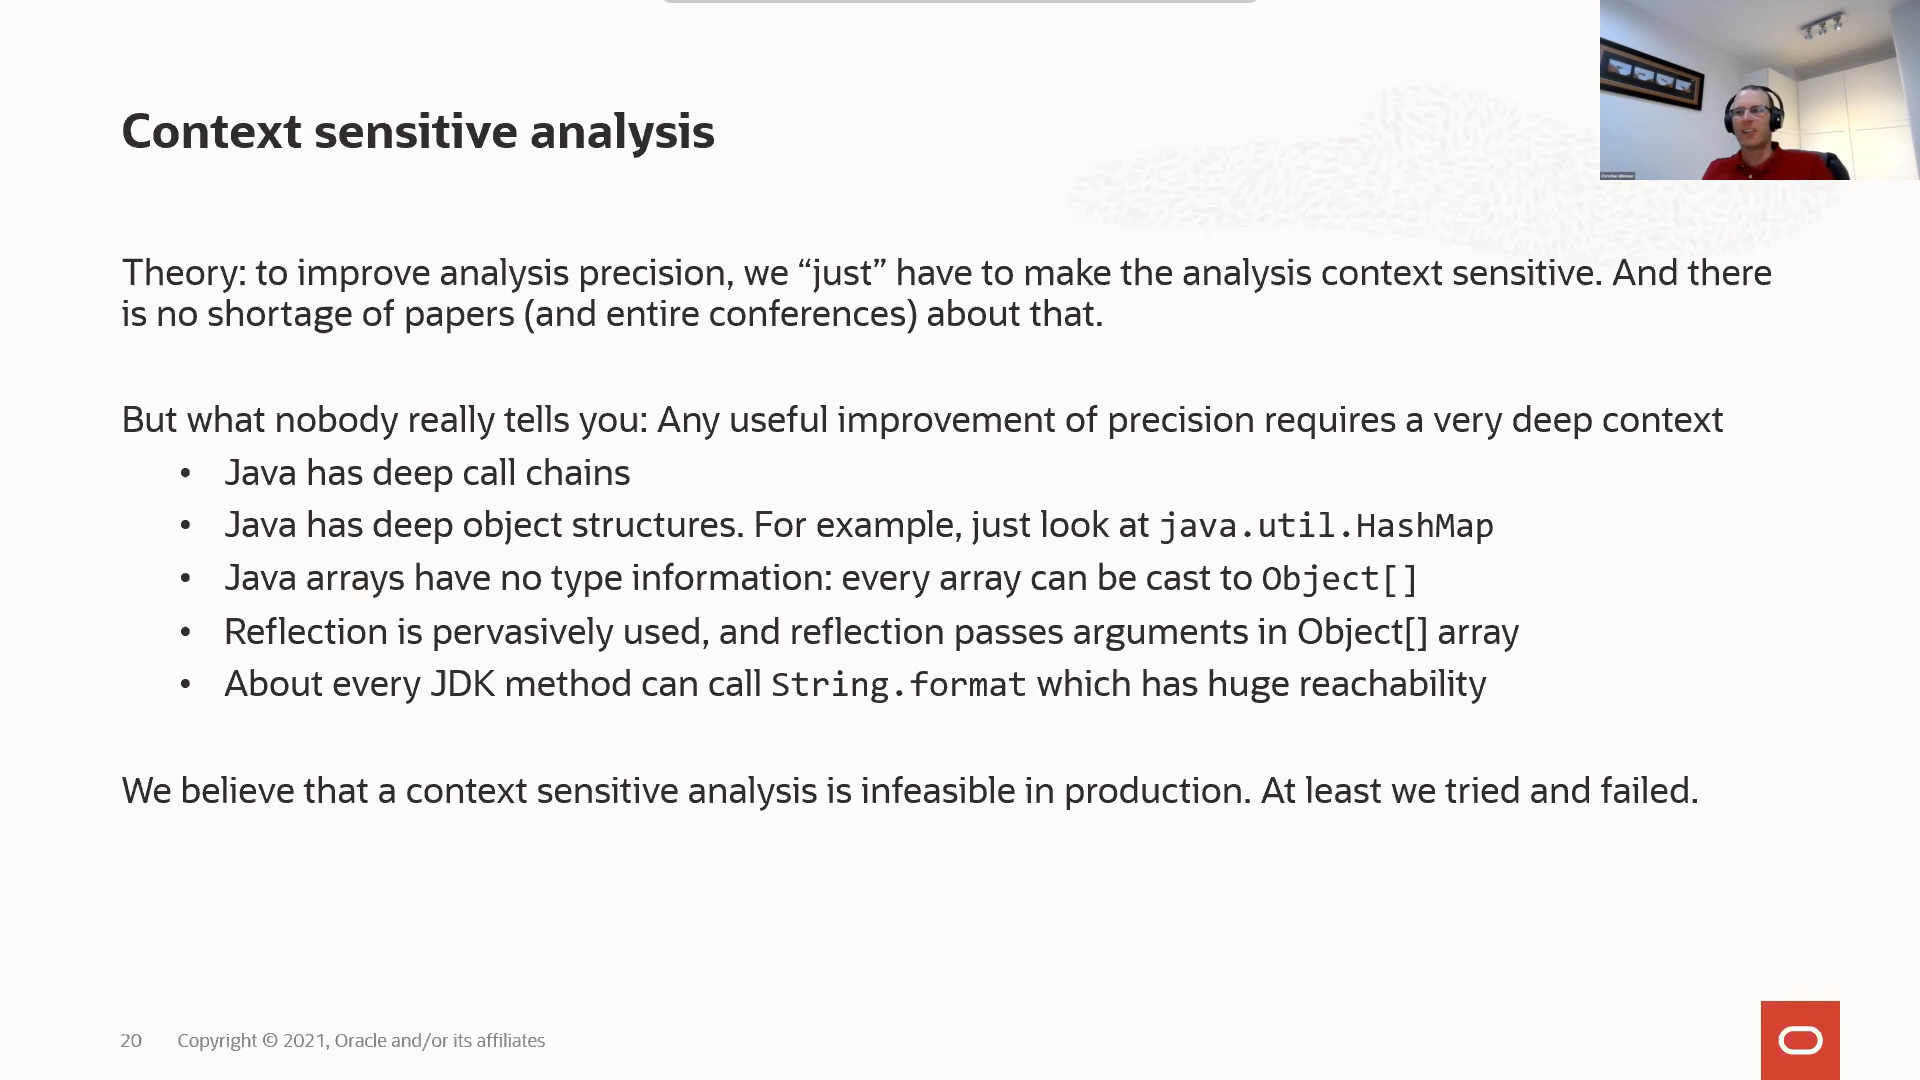 Context sensitive analysis
Christian Wimmer
Theory: to improve analysis precision, we “just” have to make the analysis context sensitive. And there
is no shortage of papers (and entire conferences) about that.
But what nobody really tells you: Any useful improvement of precision requires a very deep context
• Java has deep call chains
• Java has deep object structures. For example, just look at java.util.HashMap
• Java arrays have no type information: every array can be cast to Object[]
• Reflection is pervasively used, and reflection passes arguments in Object[] array
• About every JDK method can call String.format which has huge reachability
We believe that a context sensitive analysis is infeasible in production. At least we tried and failed.
20 Copyright © 2021, Oracle and/or its affiliates